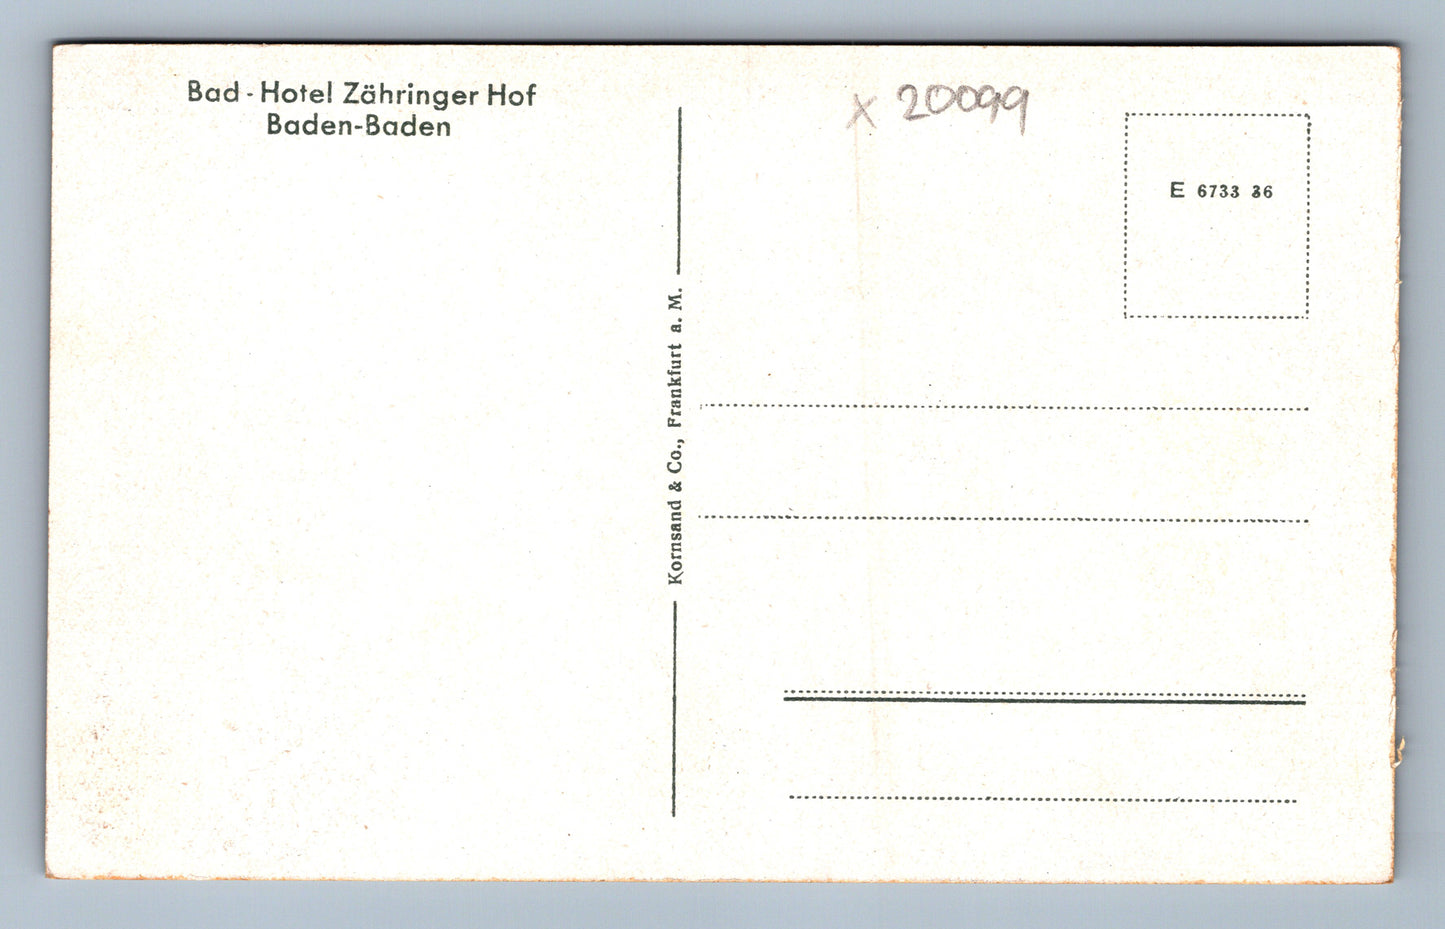 Bad - Hotel Zähringer Hof
Baden-Baden
Kornsand & Co., Frankfurt a. M.
x 20099
E 6733 36